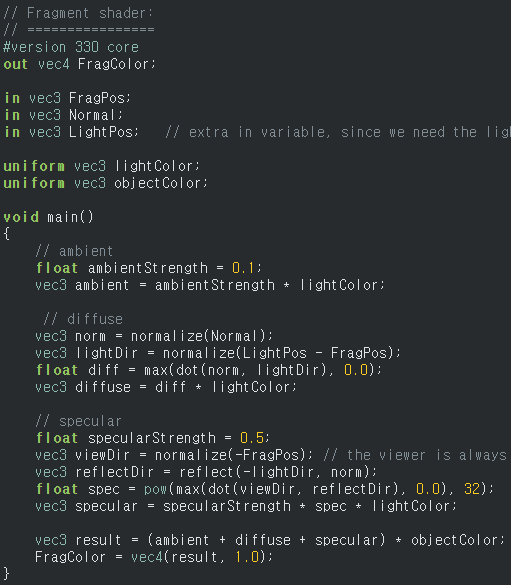 // Fragment shader:
// ================
#version 330 core
out vec4 FragColor;

in vec3 FragPos;
in vec3 Normal;
in vec3 LightPos;   // extra in variable, since we need the lig

uniform vec3 lightColor;
uniform vec3 objectColor;

void main()
{
    // ambient
    float ambientStrength = 0.1;
    vec3 ambient = ambientStrength * lightColor;

     // diffuse
    vec3 norm = normalize(Normal);
    vec3 lightDir = normalize(LightPos - FragPos);
    float diff = max(dot(norm, lightDir), 0.0);
    vec3 diffuse = diff * lightColor;

    // specular
    float specularStrength = 0.5;
    vec3 viewDir = normalize(-FragPos); // the viewer is always
    vec3 reflectDir = reflect(-lightDir, norm);
    float spec = pow(max(dot(viewDir, reflectDir), 0.0), 32);
    vec3 specular = specularStrength * spec * lightColor;

    vec3 result = (ambient + diffuse + specular) * objectColor;
    FragColor = vec4(result, 1.0);
}